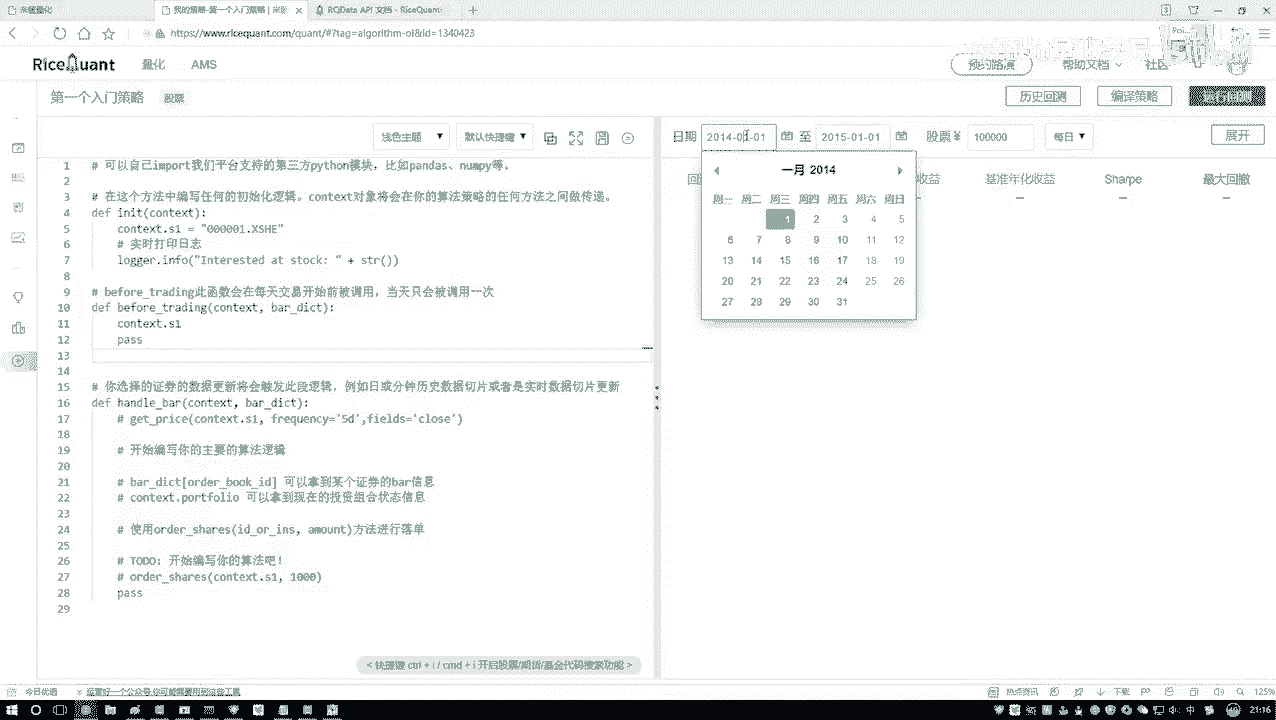 米筐量化
我的策略-第一个入门策略 | 米筐
RQData API 文档 - RiceQuant
https://www.ricequant.com/quant/#?tag=algorithm-ol&id=1340423
RiceQuant
量化
AMS
预约路演
帮助文档
社区
第一个入门策略
股票
历史回测
编译策略
浅色主题
默认快捷键
日期
2014-01-01
至
2015-01-01
股票¥
100000
每日
展开
收益
基准年化收益
Sharpe
最大回撤
一月 2014
周一 周二 周三 周四 周五 周六 周日
1 2 3 4 5
6 7 8 9 10 11 12
13 14 15 16 17 18 19
20 21 22 23 24 25 26
27 28 29 30 31
1 # 可以自己import我们平台支持的第三方python模块，比如pandas、numpy等。
2
3 # 在这个方法中编写任何的初始化逻辑。context对象将会在你的算法策略的任何方法之间做传递。
4 def init(context):
5 context.s1 = "000001.XSHE"
6 # 实时打印日志
7 logger.info("Interested at stock: " + str())
8
9 # before_trading此函数会在每天交易开始前被调用，当天只会被调用一次
10 def before_trading(context, bar_dict):
11 context.s1
12 pass
13
14
15 # 你选择的证券的数据更新将会触发此段逻辑，例如日或分钟历史数据切片或者是实时数据切片更新
16 def handle_bar(context, bar_dict):
17 # get_price(context.s1, frequency='5d',fields='close')
18
19 # 开始编写你的主要的算法逻辑
20
21 # bar_dict[order_book_id] 可以拿到某个证券的bar信息
22 # context.portfolio 可以拿到现在的投资组合状态信息
23
24 # 使用order_shares(id_or_ins, amount)方法进行落单
25
26 # TODO: 开始编写你的算法吧！
27 # order_shares(context.s1, 1000)
28 pass
29
< 快捷键 ctrl + i / cmd + i 开启股票/期货/基金代码搜索功能 >
今日优选
热点资讯
下载
125%
21:16